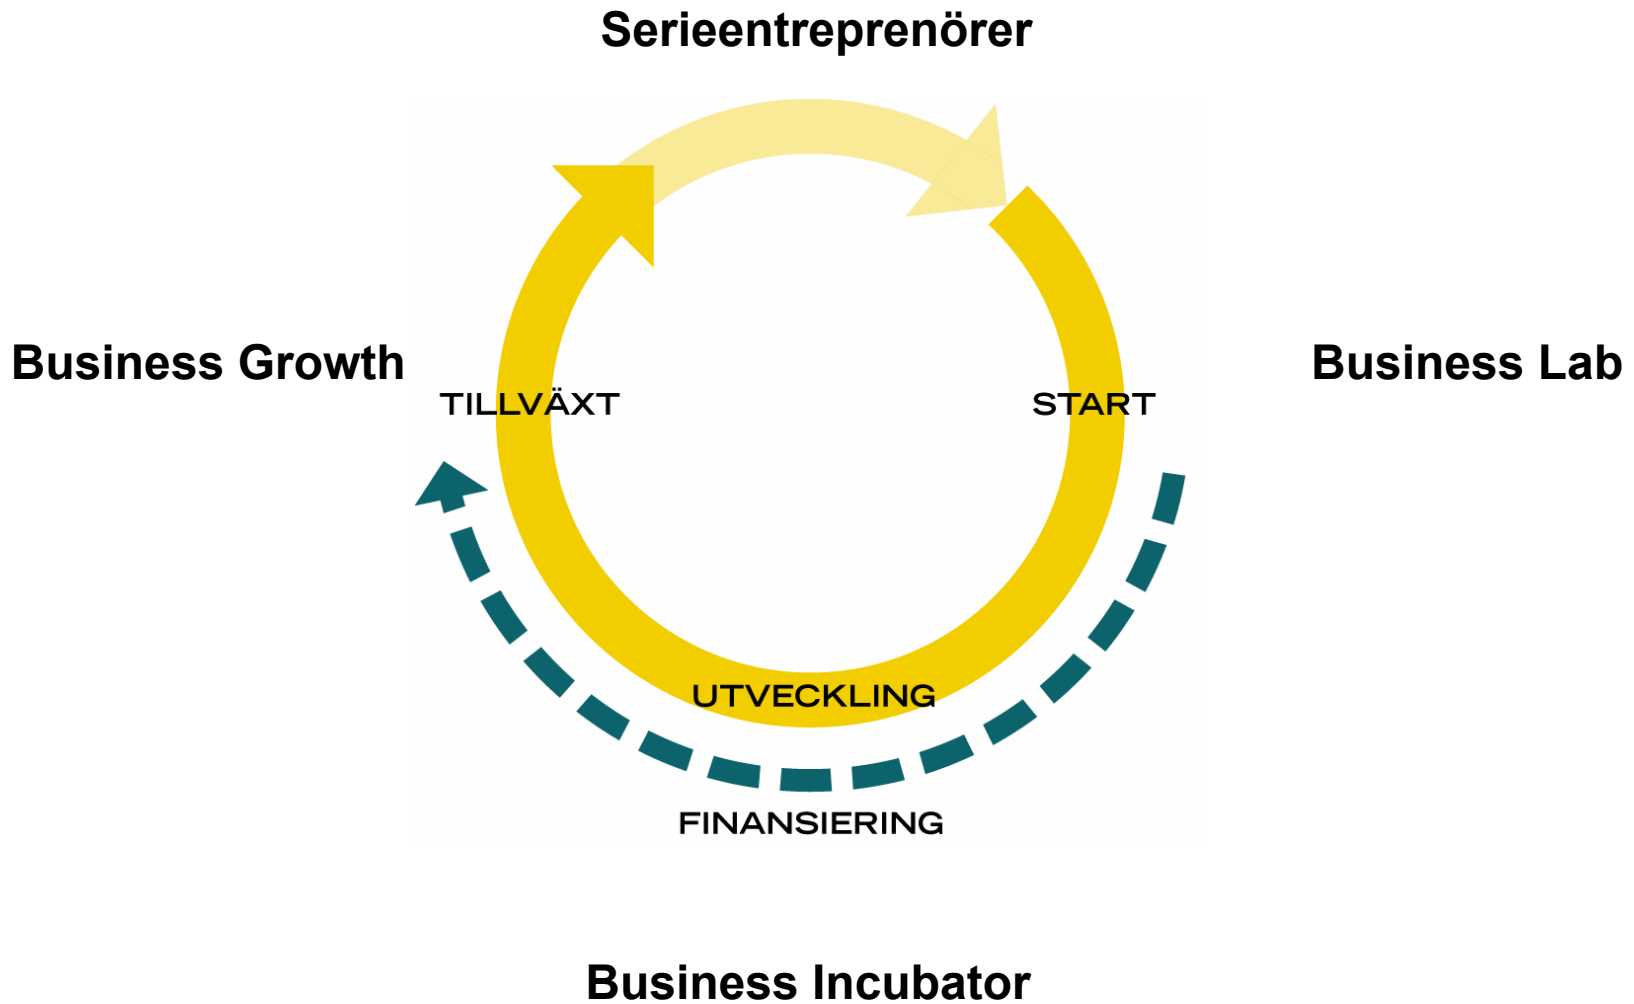 Serieentreprenörer
Business Growth
Business Lab
TILLVÄXT
START
UTVECKLING
FINANSIERING
Business Incubator